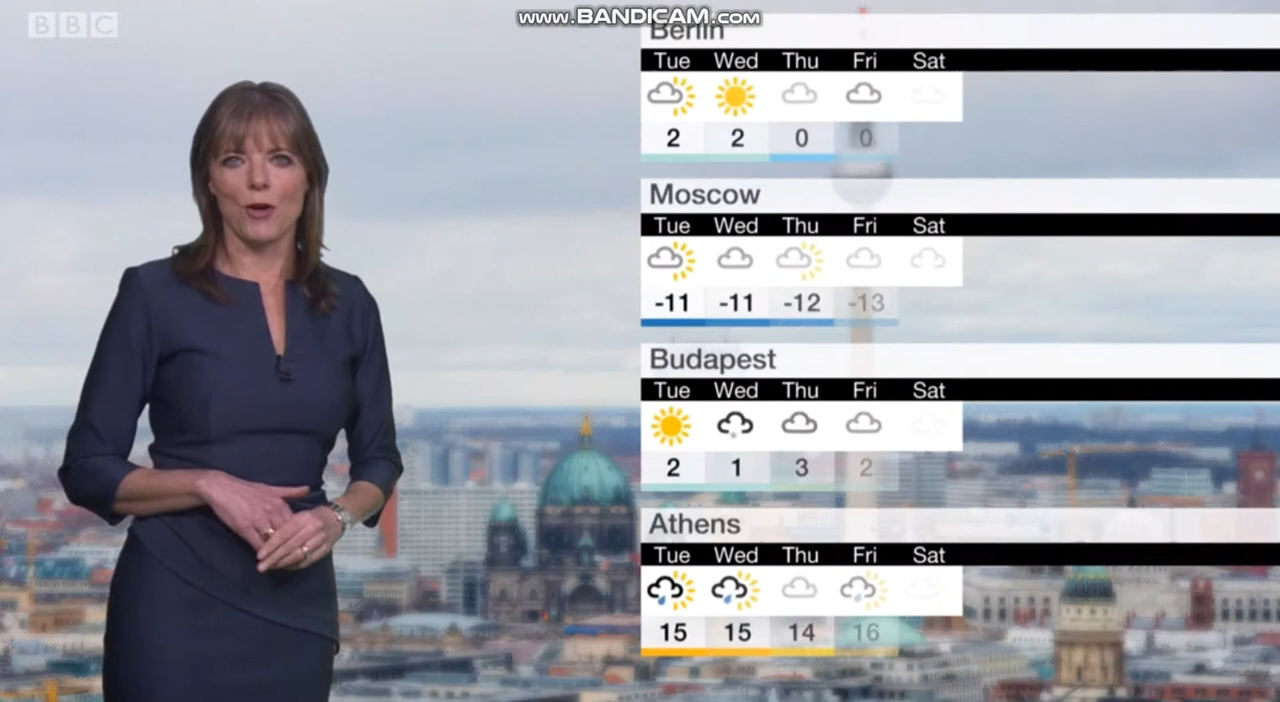 BBC
www.BANDICAM.com
Berlin
Tue Wed Thu Fri Sat
2 2 0 0
Moscow
Tue Wed Thu Fri Sat
-11 -11 -12 -13
Budapest
Tue Wed Thu Fri Sat
2 1 3 2
Athens
Tue Wed Thu Fri Sat
15 15 14 16